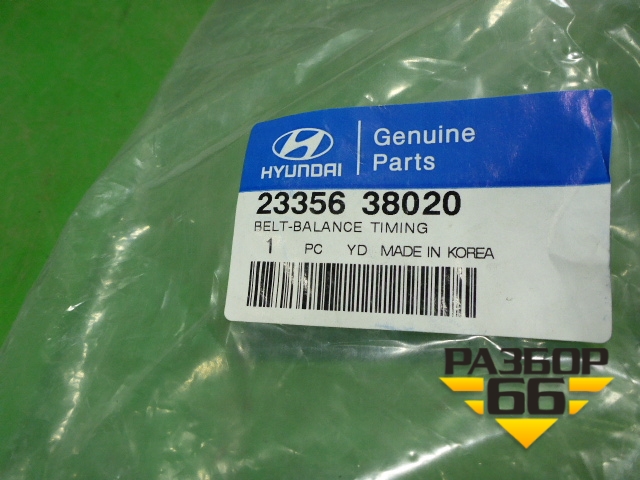 HYUNDAI
Genuine
Parts
23356 38020
BELT-BALANCE TIMING
1 PC YD MADE IN KOREA
РАЗБОР
66